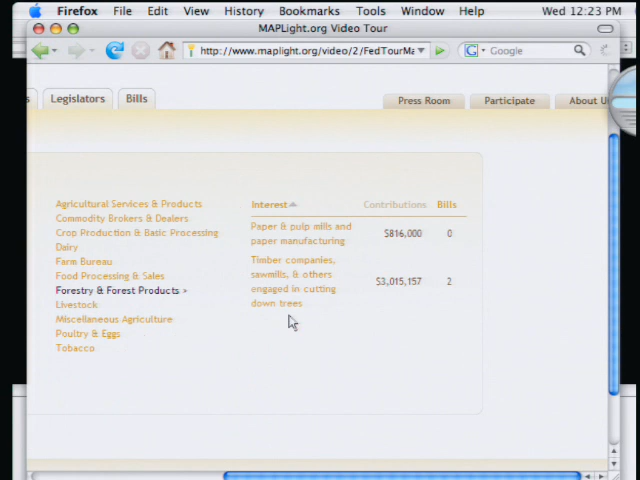 Firefox File Edit View History Bookmarks Tools Window Help Wed 12:23 PM
MAPLight.org Video Tour
http://www.maplight.org/video/2/FedTourMa
G Google
s Legislators Bills
Press Room Participate About U
Agricultural Services & Products
Commodity Brokers & Dealers
Crop Production & Basic Processing
Dairy
Farm Bureau
Food Processing & Sales
Forestry & Forest Products >
Livestock
Miscellaneous Agriculture
Poultry & Eggs
Tobacco
Interest Contributions Bills
Paper & pulp mills and
paper manufacturing $816,000 0
Timber companies,
sawmills, & others
engaged in cutting
down trees $3,015,157 2